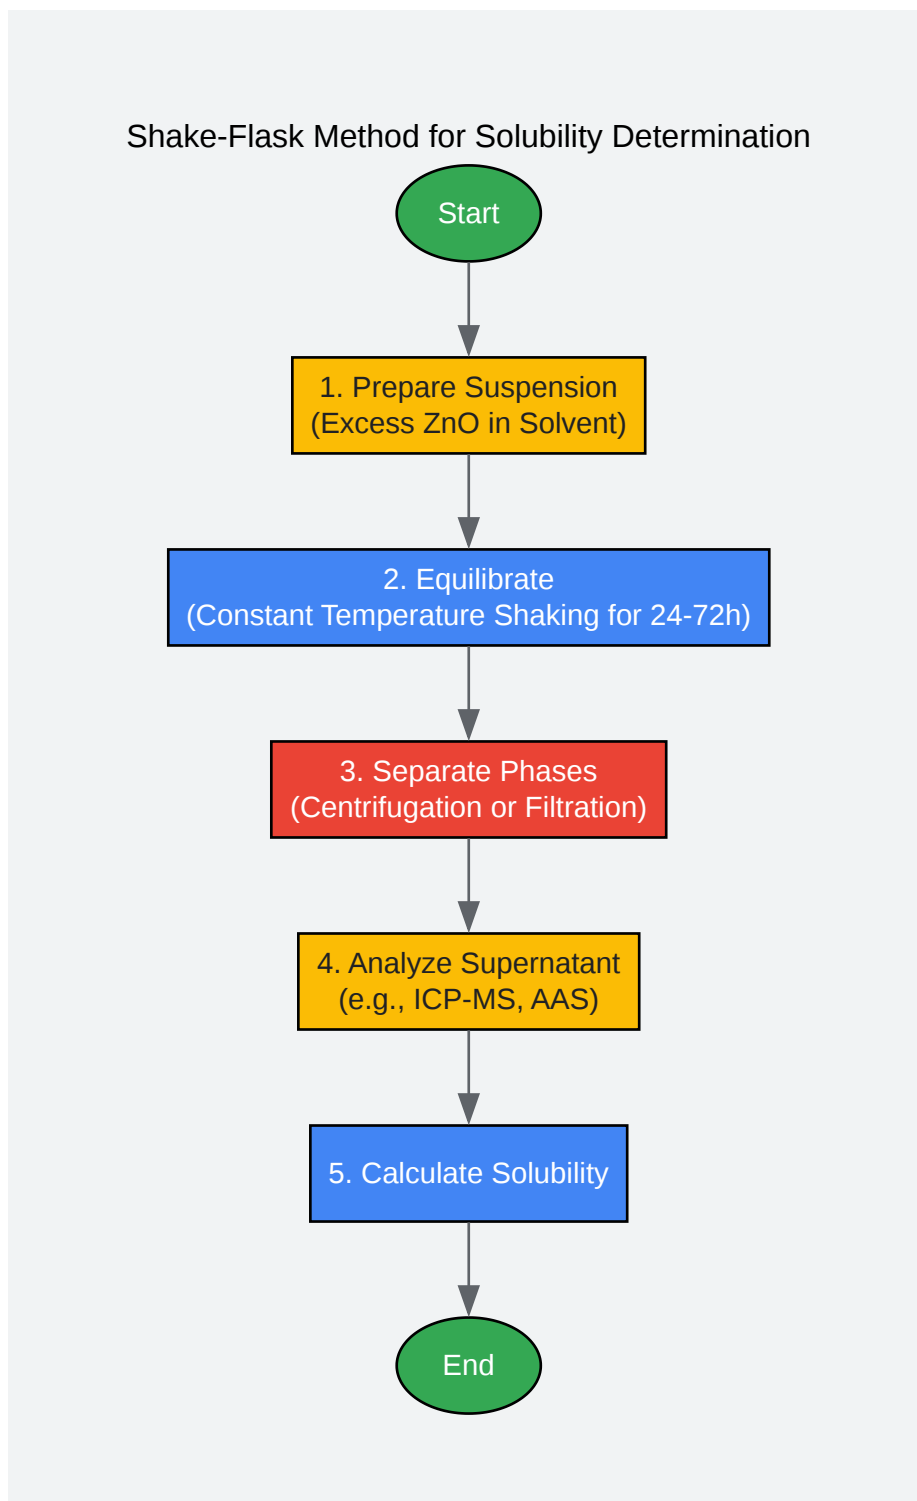 Shake-Flask Method for Solubility Determination
Start
1. Prepare Suspension
(Excess ZnO in Solvent)
2. Equilibrate
(Constant Temperature Shaking for 24-72h)
3. Separate Phases
(Centrifugation or Filtration)
4. Analyze Supernatant
(e.g., ICP-MS, AAS)
5. Calculate Solubility
End